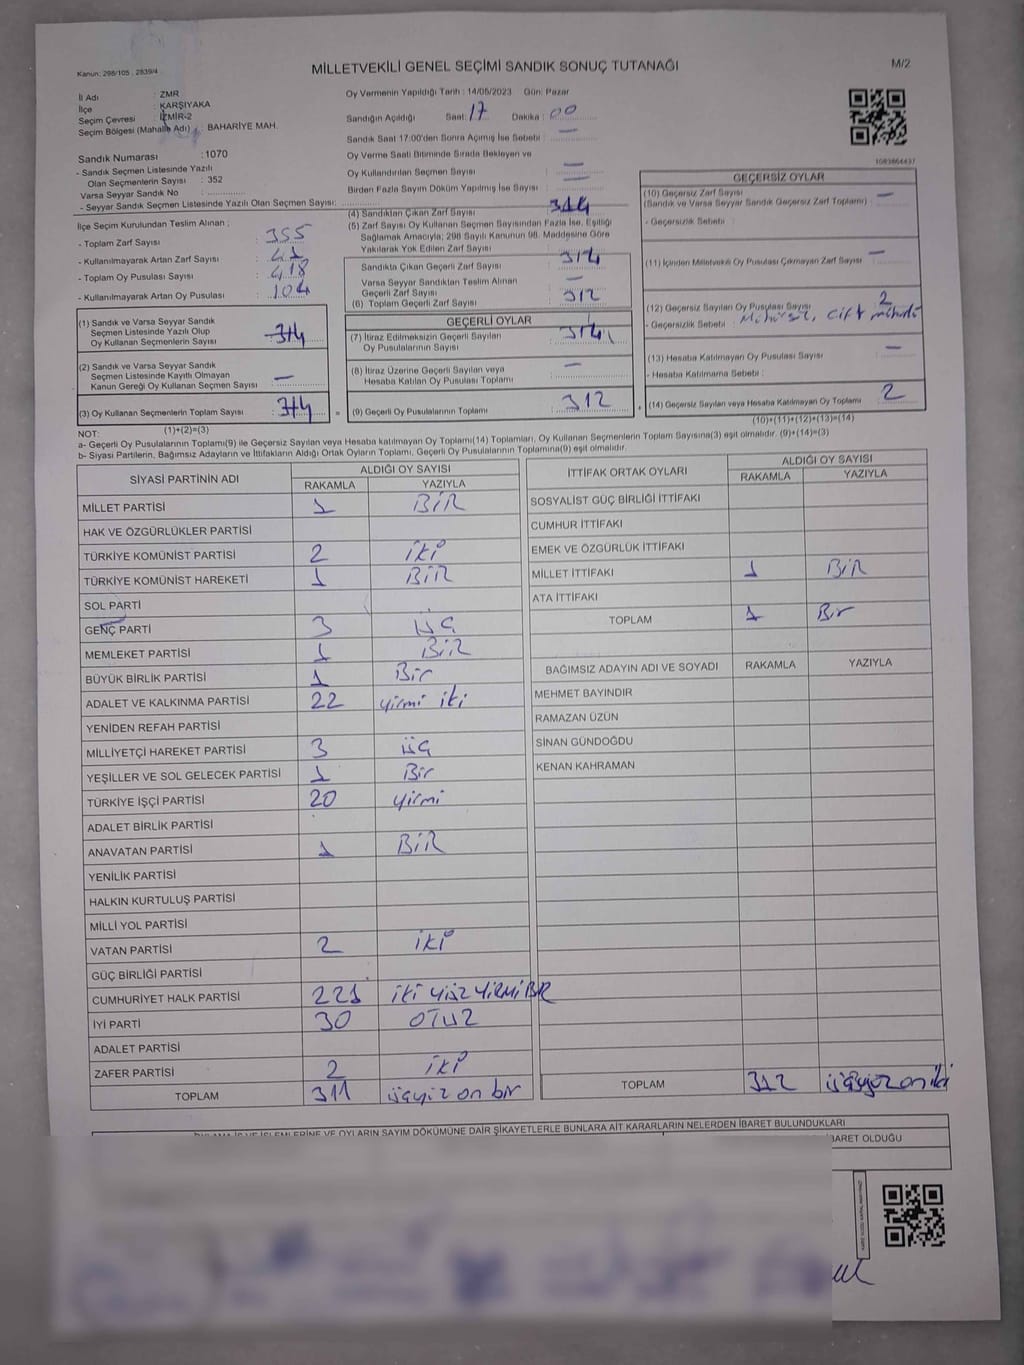 Kanun: 298/105 , 2839/4
MİLLETVEKİLİ GENEL SEÇİMİ SANDIK SONUÇ TUTANAĞI
M/2
İl Adı : ZMR
İlçe : KARŞIYAKA
Seçim Çevresi : İZMİR-2
Seçim Bölgesi (Mahalle Adı) : BAHARİYE MAH.
Sandık Numarası : 1070
- Sandık Seçmen Listesinde Yazılı
Olan Seçmenlerin Sayısı : 352
Varsa Seyyar Sandık No :
- Seyyar Sandık Seçmen Listesinde Yazılı Olan Seçmen Sayısı:
Oy Vermenin Yapıldığı Tarih : 14/05/2023 Gün: Pazar
Sandığın Açıldığı Saat: 17 Dakika : 00
Sandık Saat 17:00'den Sonra Açımış İse Sebebi : —
Oy Verme Saati Bitiminde Sırada Bekleyen ve
Oy Kullandırılan Seçmen Sayısı —
Birden Fazla Sayım Döküm Yapılmış İse Sayısı : —
1083864437
İlçe Seçim Kurulundan Teslim Alınan ;
- Toplam Zarf Sayısı : 355
- Kullanılmayarak Artan Zarf Sayısı : 41
- Toplam Oy Pusulası Sayısı : 418
- Kullanılmayarak Artan Oy Pusulası : 104
(1) Sandık ve Varsa Seyyar Sandık
Seçmen Listesinde Yazılı Olup
Oy Kullanan Seçmenlerin Sayısı : 314
(2) Sandık ve Varsa Seyyar Sandık
Seçmen Listesinde Kayıtlı Olmayan
Kanun Gereği Oy Kullanan Seçmen Sayısı : —
(3) Oy Kullanan Seçmenlerin Toplam Sayısı : 314
(1)+(2)=(3)
(4) Sandıktan Çıkan Zarf Sayısı : 314
(5) Zarf Sayısı Oy Kullanan Seçmen Sayısından Fazla İse, Eşitliği
Sağlamak Amacıyla; 298 Sayılı Kanunun 98. Maddesine Göre
Yakılarak Yok Edilen Zarf Sayısı : —
Sandıkta Çıkan Geçerli Zarf Sayısı : 314
Varsa Seyyar Sandıktan Teslim Alınan
Geçerli Zarf Sayısı : —
(6) Toplam Geçerli Zarf Sayısı : 312
GEÇERLİ OYLAR
(7) İtiraz Edilmeksizin Geçerli Sayılan
Oy Pusulalarının Sayısı : 314
(8) İtiraz Üzerine Geçerli Sayılan veya
Hesaba Katılan Oy Pusulası Toplamı : —
= (9) Geçerli Oy Pusulalarının Toplamı : 312
GEÇERSİZ OYLAR
(10) Geçersiz Zarf Sayısı
(Sandık ve Varsa Seyyar Sandık Geçersiz Zarf Toplamı) : —
- Geçersizlik Sebebi :
(11) İçinden Milletvekili Oy Pusulası Çıkmayan Zarf Sayısı : —
(12) Geçersiz Sayılan Oy Pusulası Sayısı : 2
- Geçersizlik Sebebi : Mühürsüz, Çift mühürlü
(13) Hesaba Katılmayan Oy Pusulası Sayısı : —
- Hesaba Katılmama Sebebi :
(14) Geçersiz Sayılan veya Hesaba Katılmayan Oy Toplamı : 2
(10)+(11)+(12)+(13)=(14)
NOT:
a- Geçerli Oy Pusulalarının Toplamı(9) ile Geçersiz Sayılan veya Hesaba katılmayan Oy Toplamı(14) Toplamları, Oy Kullanan Seçmenlerin Toplam Sayısına(3) eşit olmalıdır. (9)+(14)=(3)
b- Siyasi Partilerin, Bağımsız Adayların ve İttifakların Aldığı Ortak Oyların Toplamı, Geçerli Oy Pusulalarının Toplamına(9) eşit olmalıdır.
SİYASİ PARTİNİN ADI ALDIĞI OY SAYISI
RAKAMLA YAZIYLA
MİLLET PARTİSİ 1 BİR
HAK VE ÖZGÜRLÜKLER PARTİSİ
TÜRKİYE KOMÜNİST PARTİSİ 2 İKİ
TÜRKİYE KOMÜNİST HAREKETİ 1 BİR
SOL PARTİ
GENÇ PARTİ 3 ÜÇ
MEMLEKET PARTİSİ 1 BİR
BÜYÜK BİRLİK PARTİSİ 1 Bir
ADALET VE KALKINMA PARTİSİ 22 yirmi iki
YENİDEN REFAH PARTİSİ
MİLLİYETÇİ HAREKET PARTİSİ 3 üç
YEŞİLLER VE SOL GELECEK PARTİSİ 1 Bir
TÜRKİYE İŞÇİ PARTİSİ 20 yirmi
ADALET BİRLİK PARTİSİ
ANAVATAN PARTİSİ 1 BİR
YENİLİK PARTİSİ
HALKIN KURTULUŞ PARTİSİ
MİLLİ YOL PARTİSİ
VATAN PARTİSİ 2 İKİ
GÜÇ BİRLİĞİ PARTİSİ
CUMHURİYET HALK PARTİSİ 221 İKİ YÜZ YİRMİ BİR
İYİ PARTİ 30 OTUZ
ADALET PARTİSİ
ZAFER PARTİSİ 2 İKİ
TOPLAM 311 üçyüz on bir
İTTİFAK ORTAK OYLARI ALDIĞI OY SAYISI
RAKAMLA YAZIYLA
SOSYALİST GÜÇ BİRLİĞİ İTTİFAKI
CUMHUR İTTİFAKI
EMEK VE ÖZGÜRLÜK İTTİFAKI
MİLLET İTTİFAKI 1 BİR
ATA İTTİFAKI
TOPLAM 1 Bir
BAĞIMSIZ ADAYIN ADI VE SOYADI RAKAMLA YAZIYLA
MEHMET BAYINDIR
RAMAZAN ÜZÜN
SİNAN GÜNDOĞDU
KENAN KAHRAMAN
TOPLAM 312 üçyüz on iki
İŞLEMLERİNE VE OYLARIN SAYIM DÖKÜMÜNE DAİR ŞİKAYETLERLE BUNLARA AİT KARARLARIN NELERDEN İBARET BULUNDUKLARI
İBARET OLDUĞU